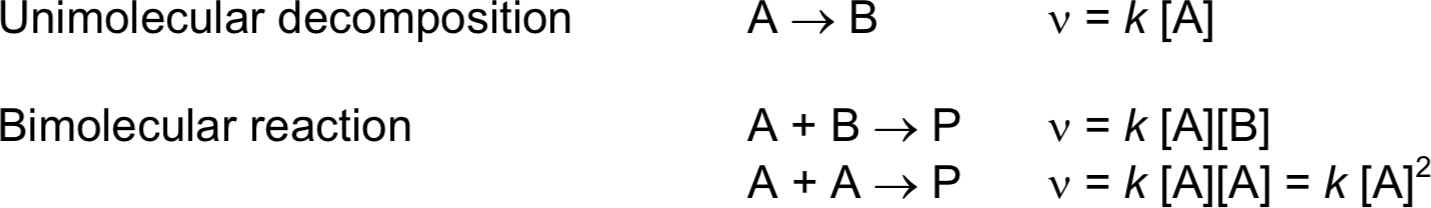 Unimolecular decomposition A → B ν = k [A]
Bimolecular reaction A + B → P ν = k [A][B]
A + A → P ν = k [A][A] = k [A]²